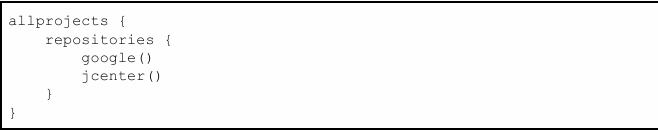 allprojects {
    repositories {
        google()
        jcenter()
    }
}